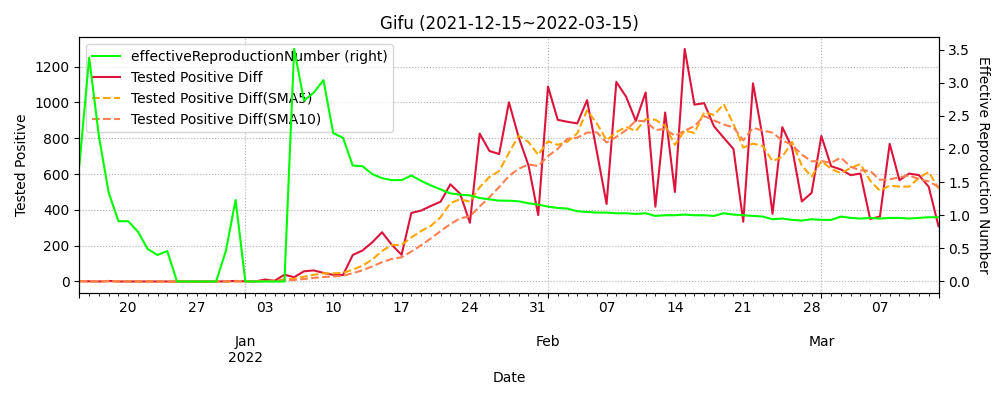 Gifu (2021-12-15~2022-03-15)
effectiveReproductionNumber (right)
Tested Positive Diff
Tested Positive Diff(SMA5)
Tested Positive Diff(SMA10)
Tested Positive
1200
1000
800
600
400
200
0
Effective Reproduction Number
3.5
3.0
2.5
2.0
1.5
1.0
0.5
0.0
20 27 03 10 17 24 31 07 14 21 28 07
Jan Feb Mar
2022
Date